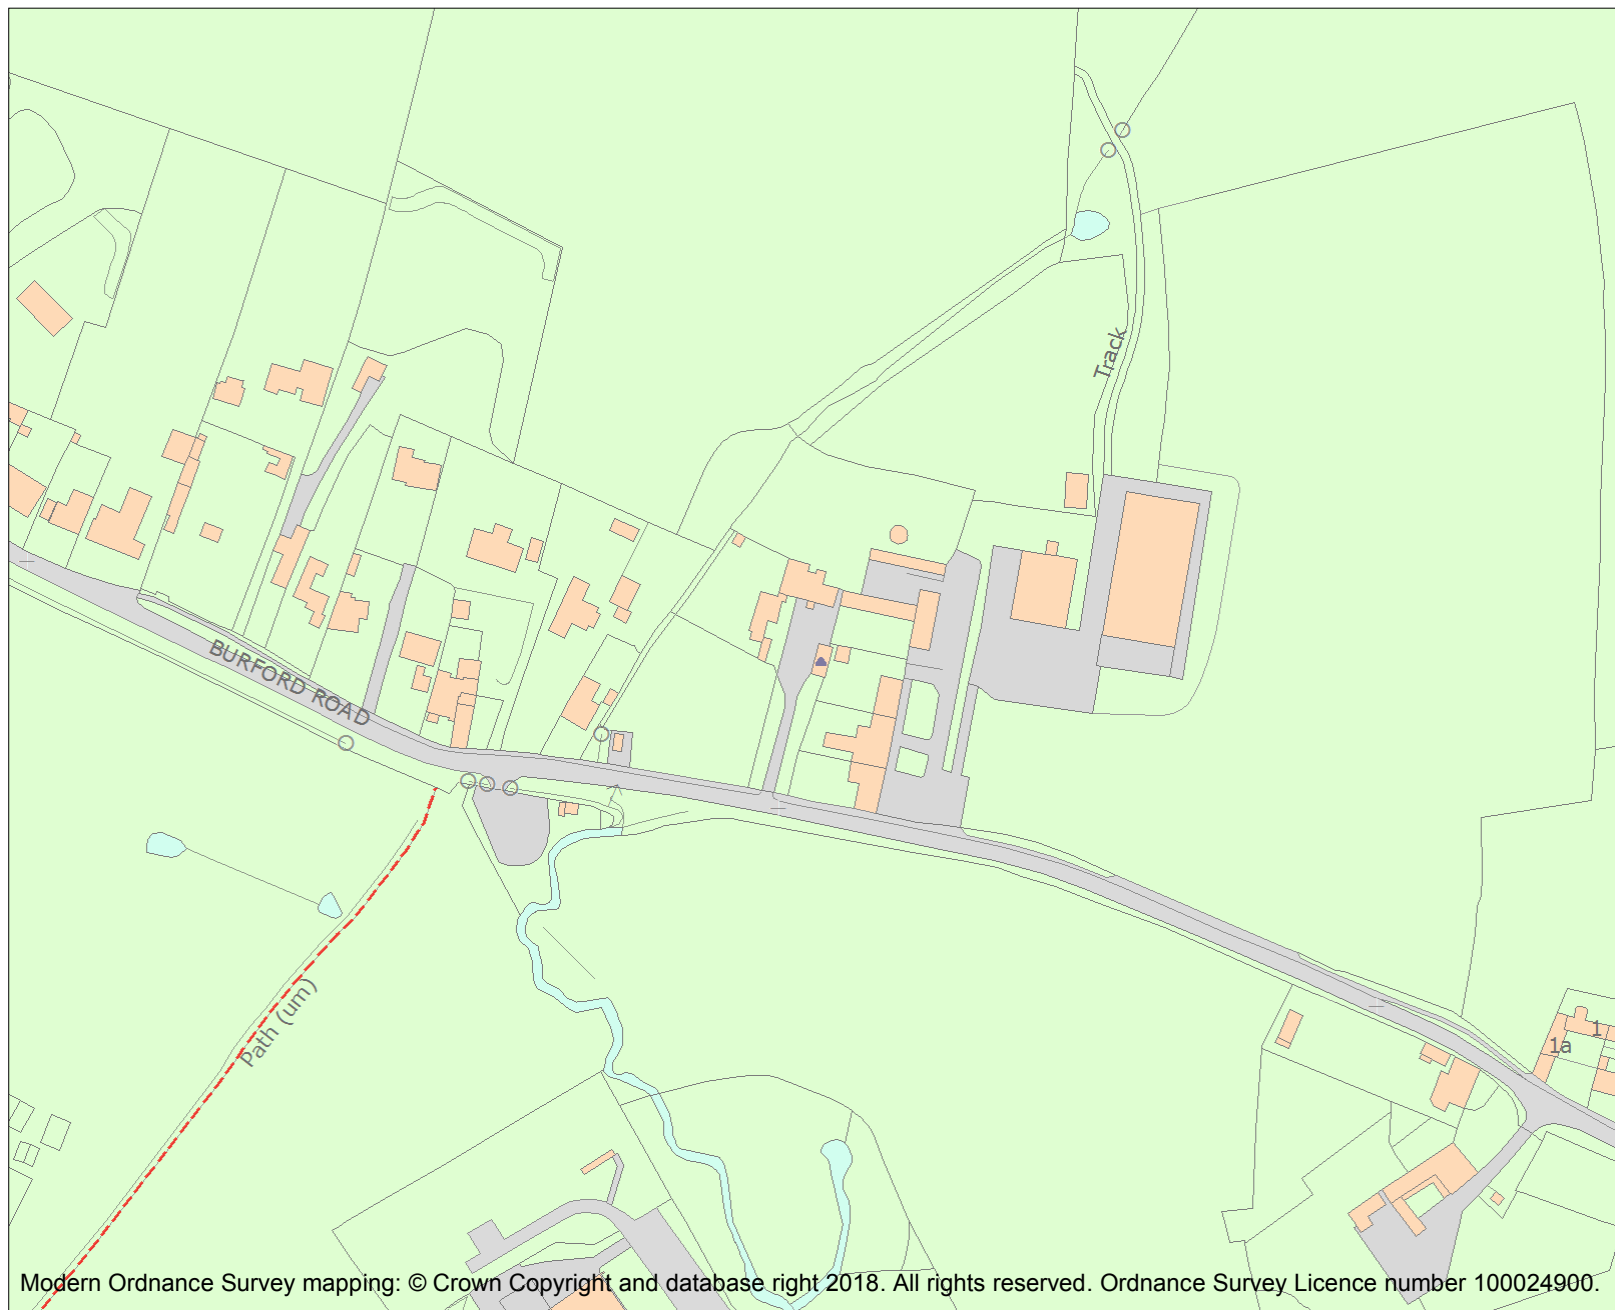 Track
BURFORD ROAD
Path (um)
1
1a
Modern Ordnance Survey mapping: © Crown Copyright and database right 2018. All rights reserved. Ordnance Survey Licence number 100024900.